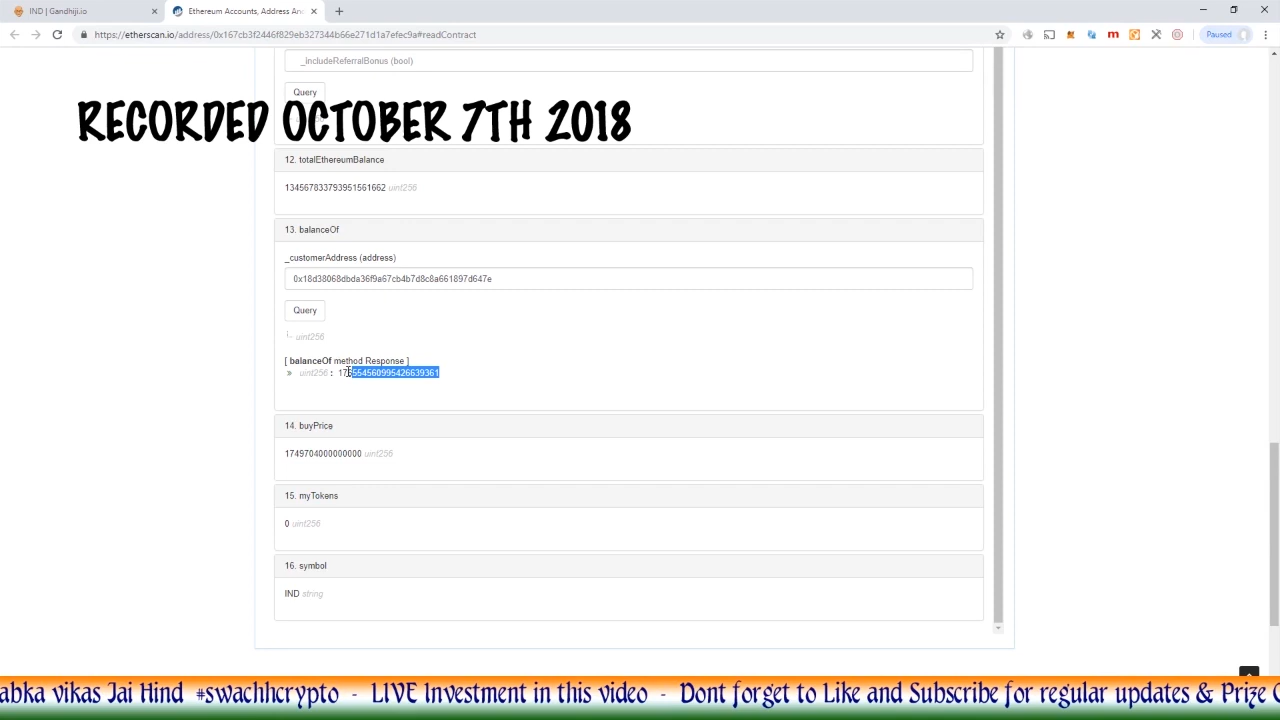 IND | Gandhiji.io
Ethereum Accounts, Address An
https://etherscan.io/address/0x167cb3f2446f829eb327344b66e271d1a7efec9a#readContract
Paused
_includeReferralBonus (bool)
Query
RECORDED OCTOBER 7TH 2018
12. totalEthereumBalance
134567833793951561662 uint256
13. balanceOf
_customerAddress (address)
0x18d38068dbda36f9a67cb4b7d8c8a661897d647e
Query
uint256
[ balanceOf method Response ]
» uint256 :
14. buyPrice
1749704000000000 uint256
15. myTokens
0 uint256
16. symbol
IND string
abka vikas Jai Hind #swachhcrypto - LIVE Investment in this video - Dont forget to Like and Subscribe for regular updates & Prize